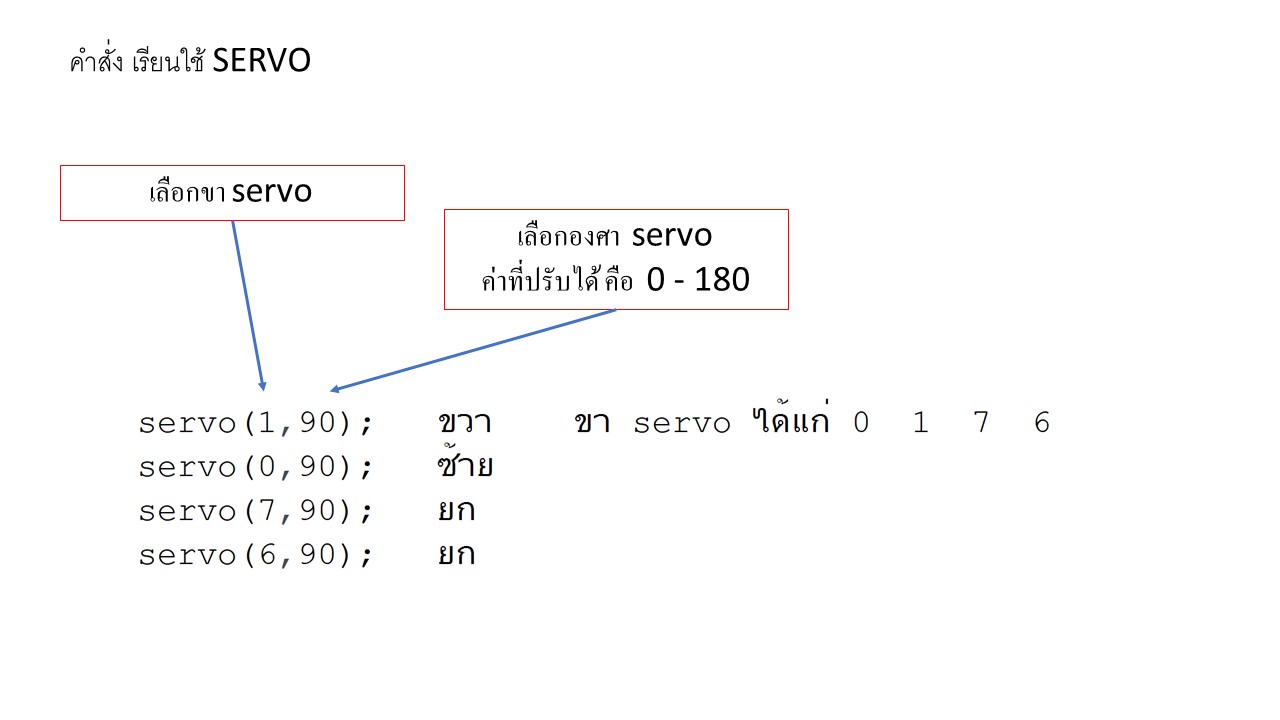 คำสั่ง เรียนใช้ SERVO
เลือกขา servo
เลือกองศา servo
ค่าที่ปรับได้ คือ 0 - 180
servo(1,90); ขวา ขา servo ได้แก่ 0 1 7 6
servo(0,90); ซ้าย
servo(7,90); ยก
servo(6,90); ยก